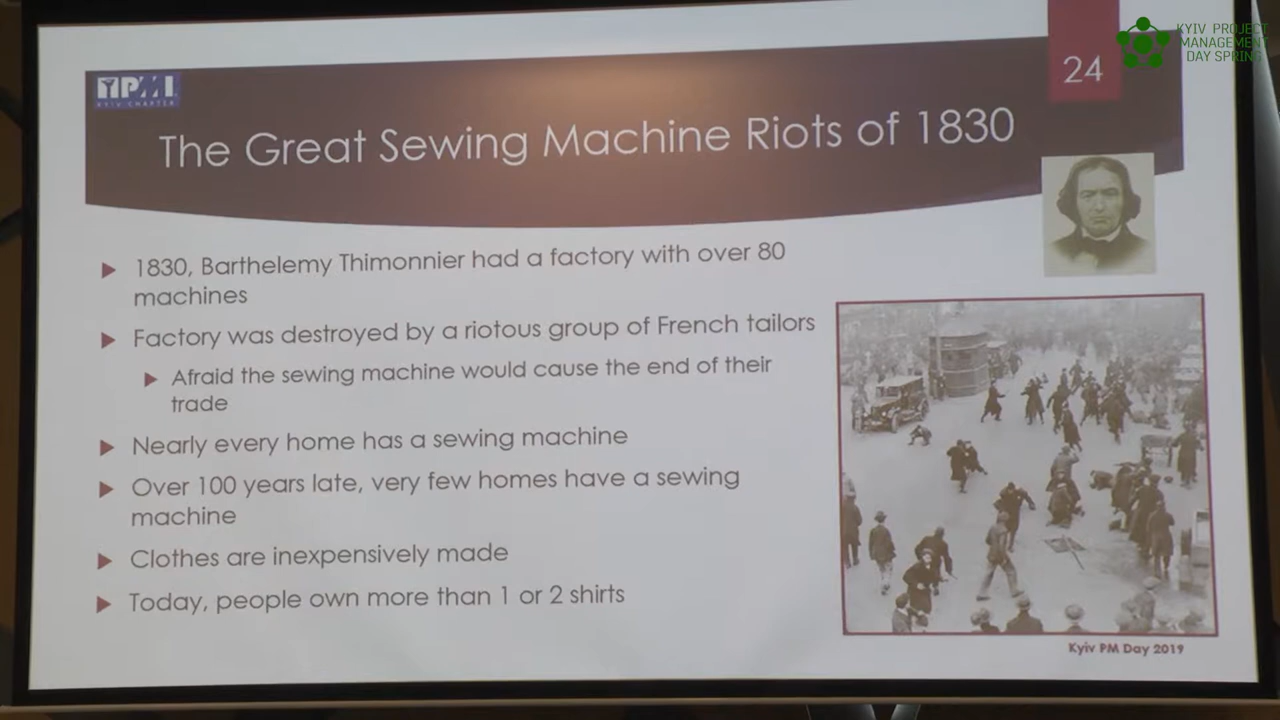 KYIV PROJECT
MANAGEMENT
DAY SPRING
24
PMI
KYIV CHAPTER
The Great Sewing Machine Riots of 1830
1830, Barthelemy Thimonnier had a factory with over 80
machines
Factory was destroyed by a riotous group of French tailors
Afraid the sewing machine would cause the end of their
trade
Nearly every home has a sewing machine
Over 100 years late, very few homes have a sewing
machine
Clothes are inexpensively made
Today, people own more than 1 or 2 shirts
Kyiv PM Day 2019